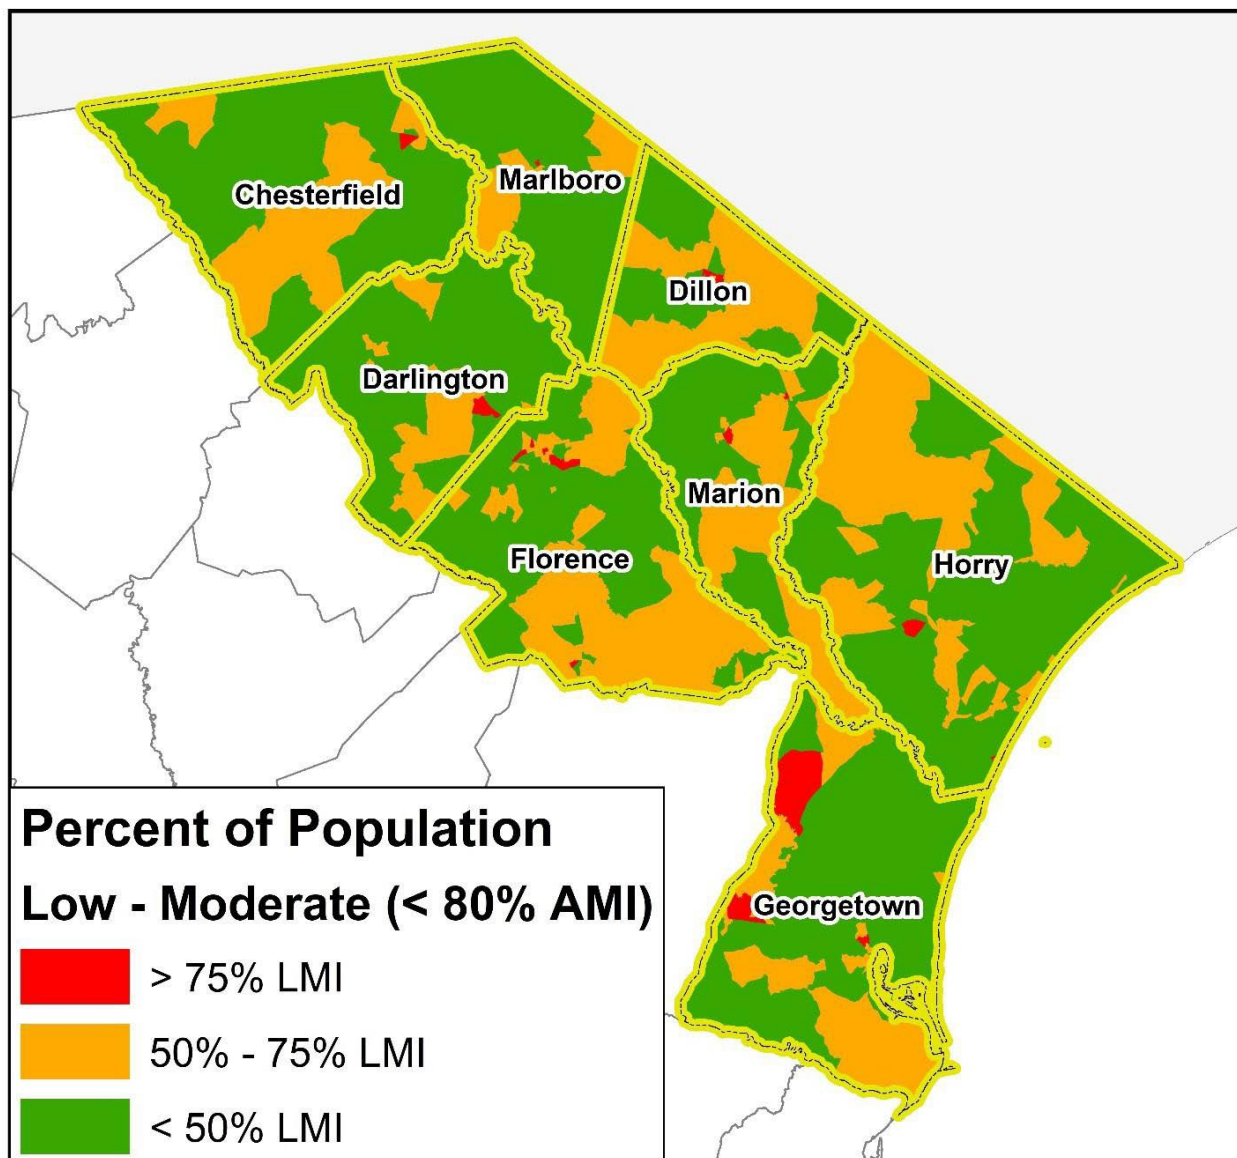 Chesterfield
Marlboro
Dillon
Darlington
Marion
Florence
Horry
Georgetown
Percent of Population
Low - Moderate (< 80% AMI)
> 75% LMI
50% - 75% LMI
< 50% LMI